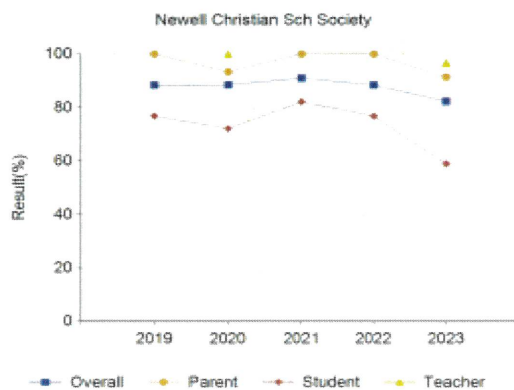 Newell Christian Sch Society
Result(%)
100
80
60
40
20
0
2019 2020 2021 2022 2023
Overall Parent Student Teacher